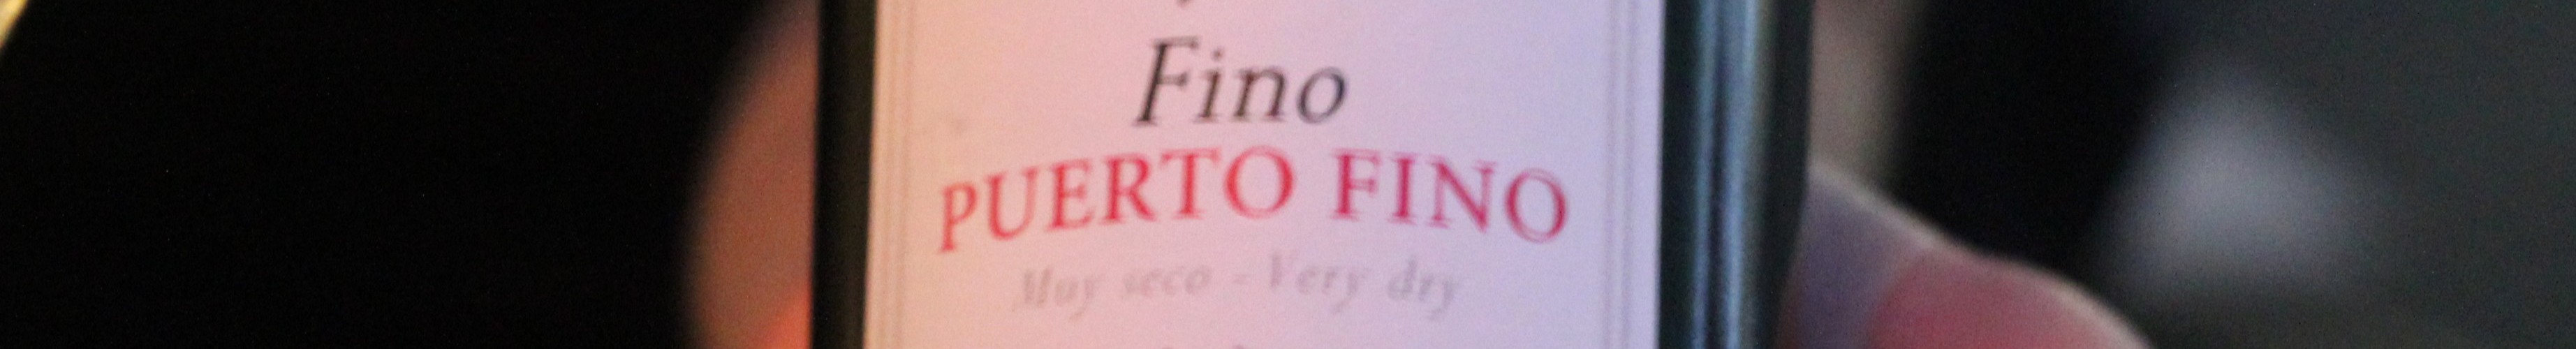 Fino
PUERTO FINO
Muy seco - Very dry